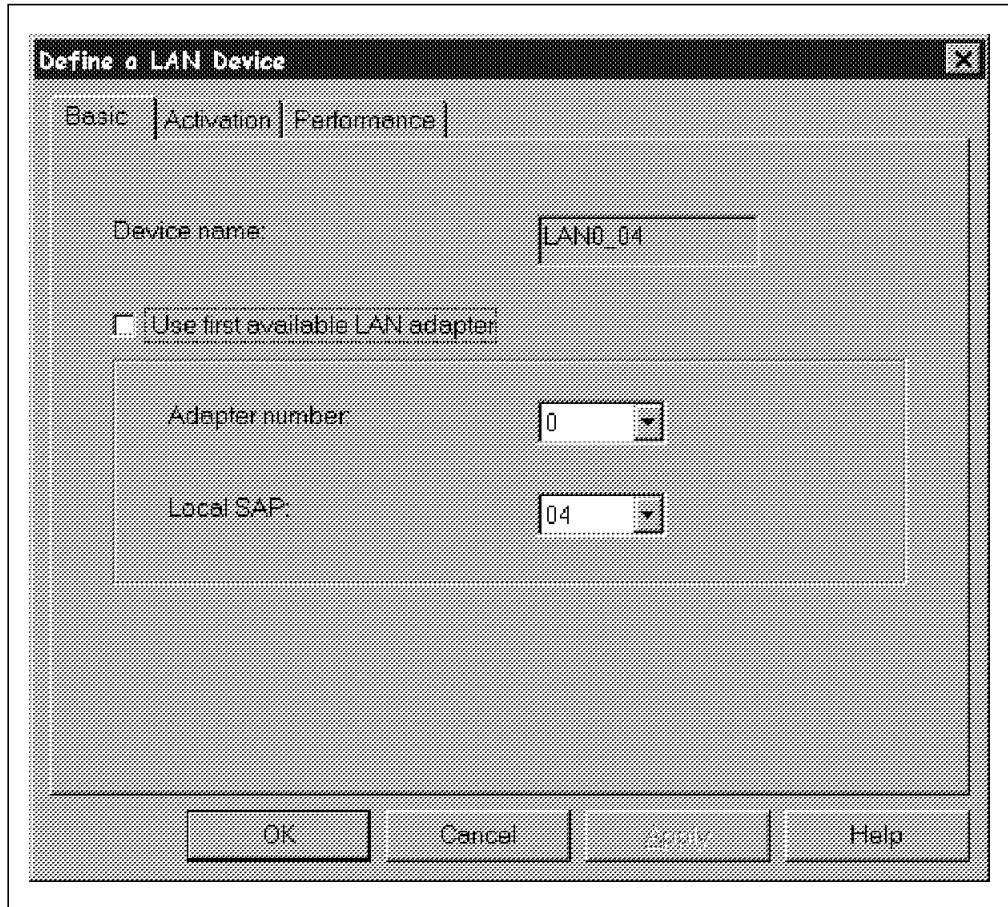 Define a LAN Device
Basic Activation Performance
Device name: LAN0_04
Use first available LAN adapter
Adapter number: 0
Local SAP: 04
OK Cancel Apply Help